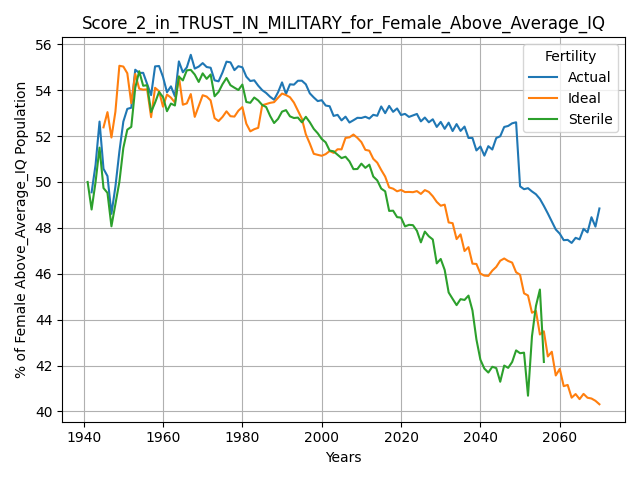 Score_2_in_TRUST_IN_MILITARY_for_Female_Above_Average_IQ
% of Female Above_Average_IQ Population
56
54
52
50
48
46
44
42
40
Fertility
Actual
Ideal
Sterile
1940
1960
1980
2000
2020
2040
2060
Years